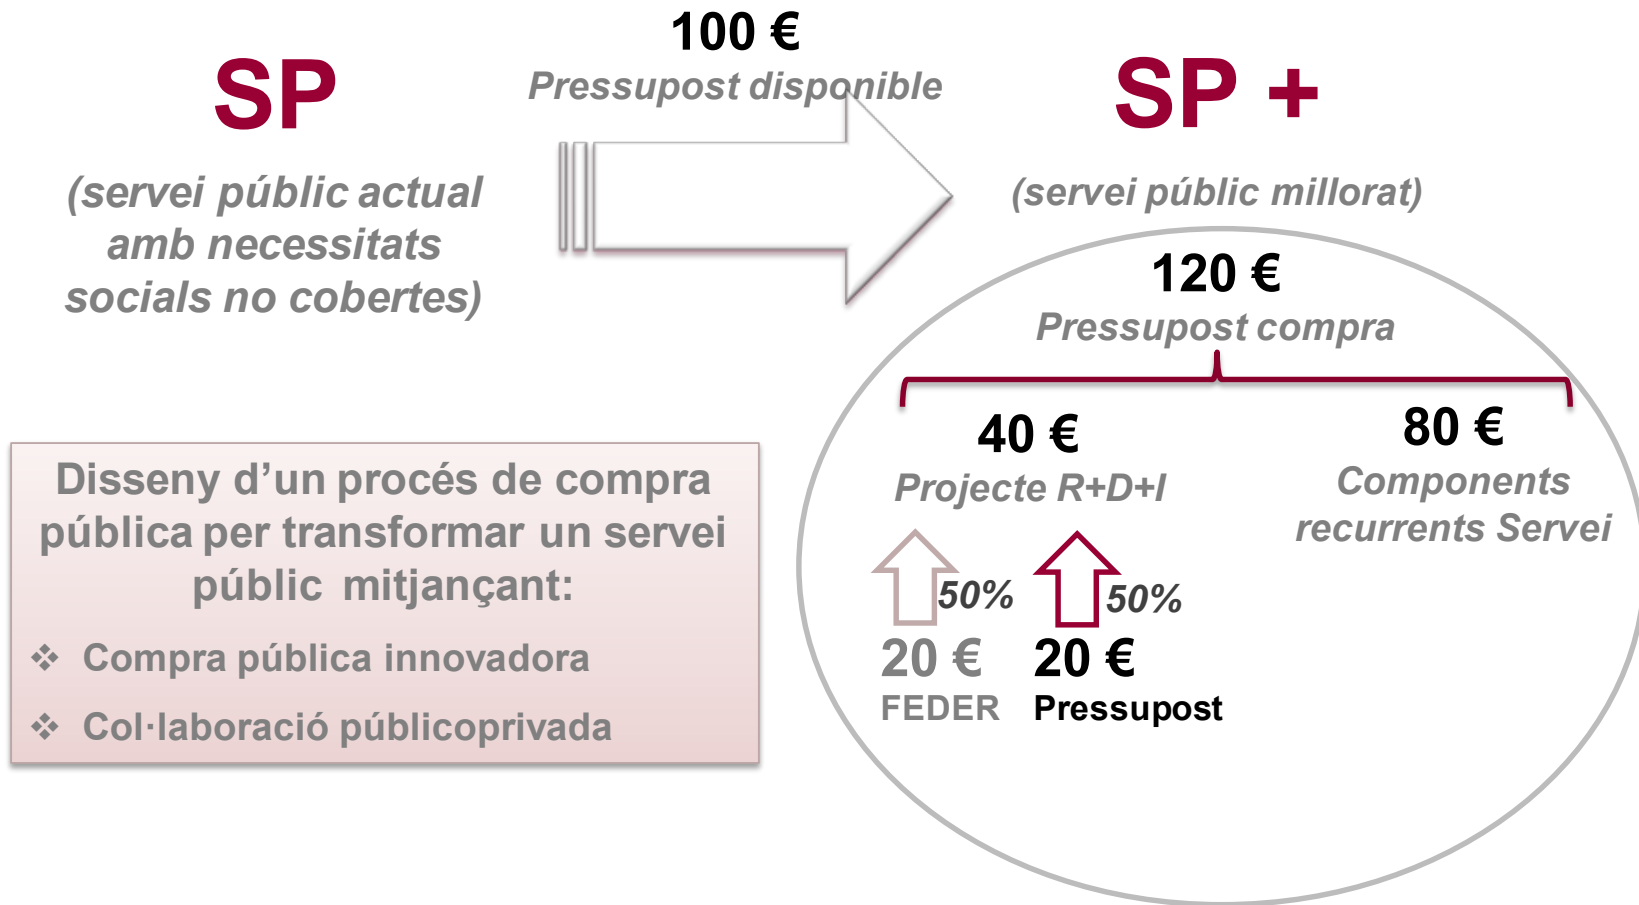 SP
(servei públic actual
amb necessitats
socials no cobertes)
100 €
Pressupost disponible
SP +
(servei públic millorat)
120 €
Pressupost compra
40 €
Projecte R+D+I
80 €
Components
recurrents Servei
50%
50%
20 €
FEDER
20 €
Pressupost
Disseny d’un procés de compra
pública per transformar un servei
públic mitjançant:
❖ Compra pública innovadora
❖ Col·laboració públicoprivada